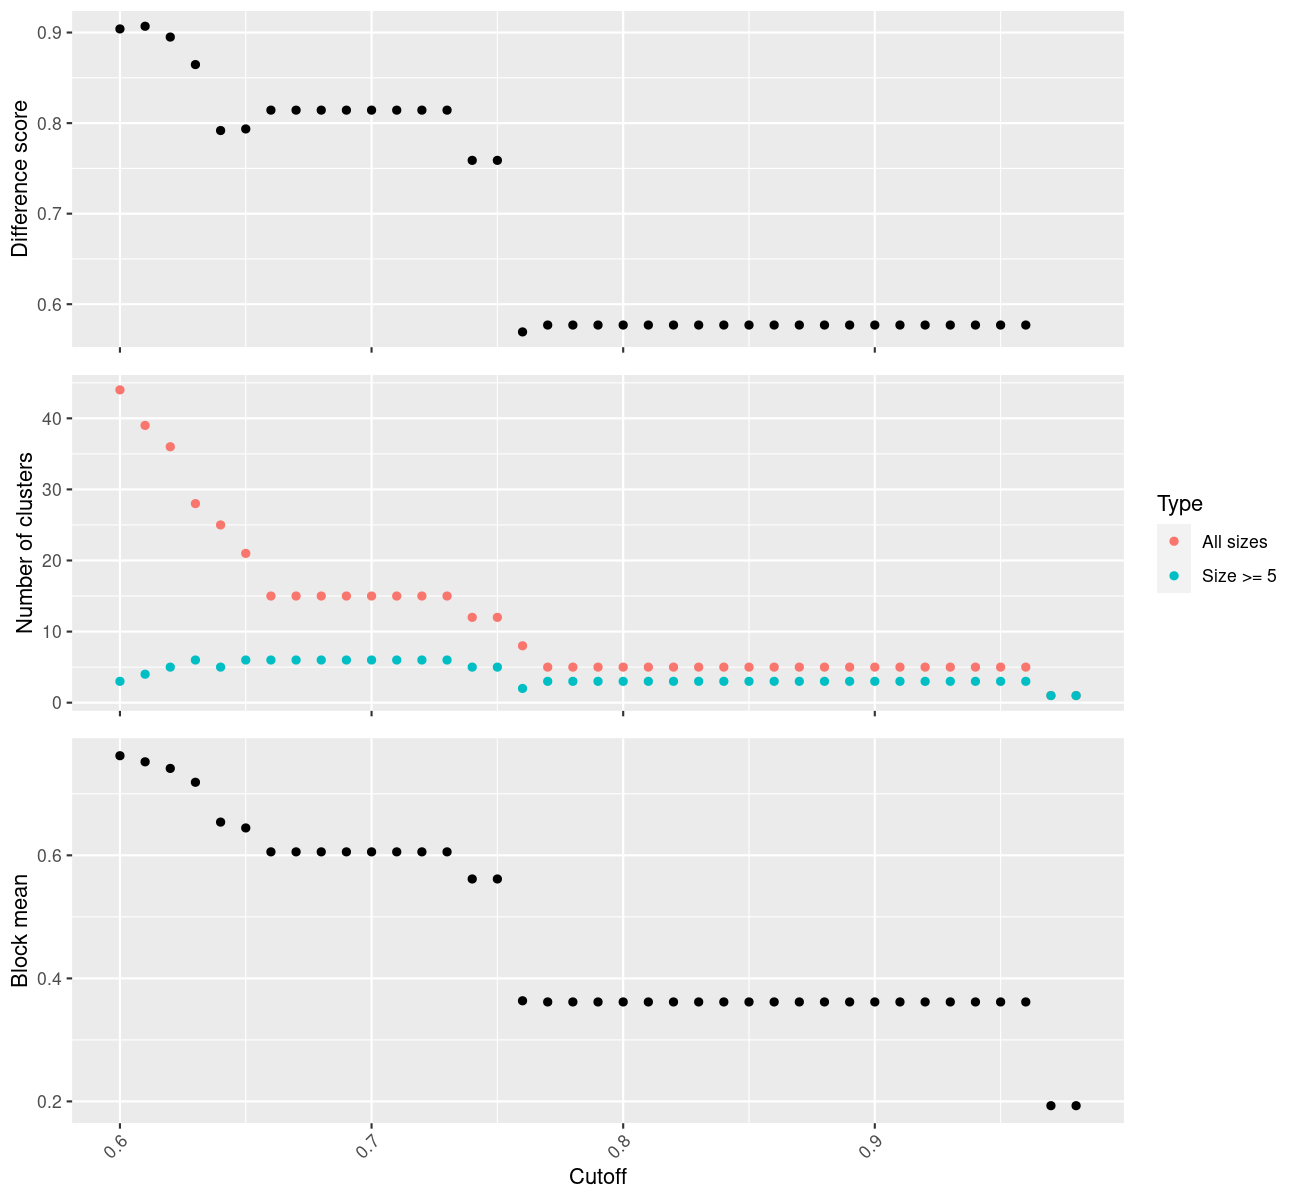 Difference score
0.9
0.8
0.7
0.6
Number of clusters
40
30
20
10
0
Type
All sizes
Size >= 5
Block mean
0.6
0.4
0.2
0.6
0.7
0.8
0.9
Cutoff